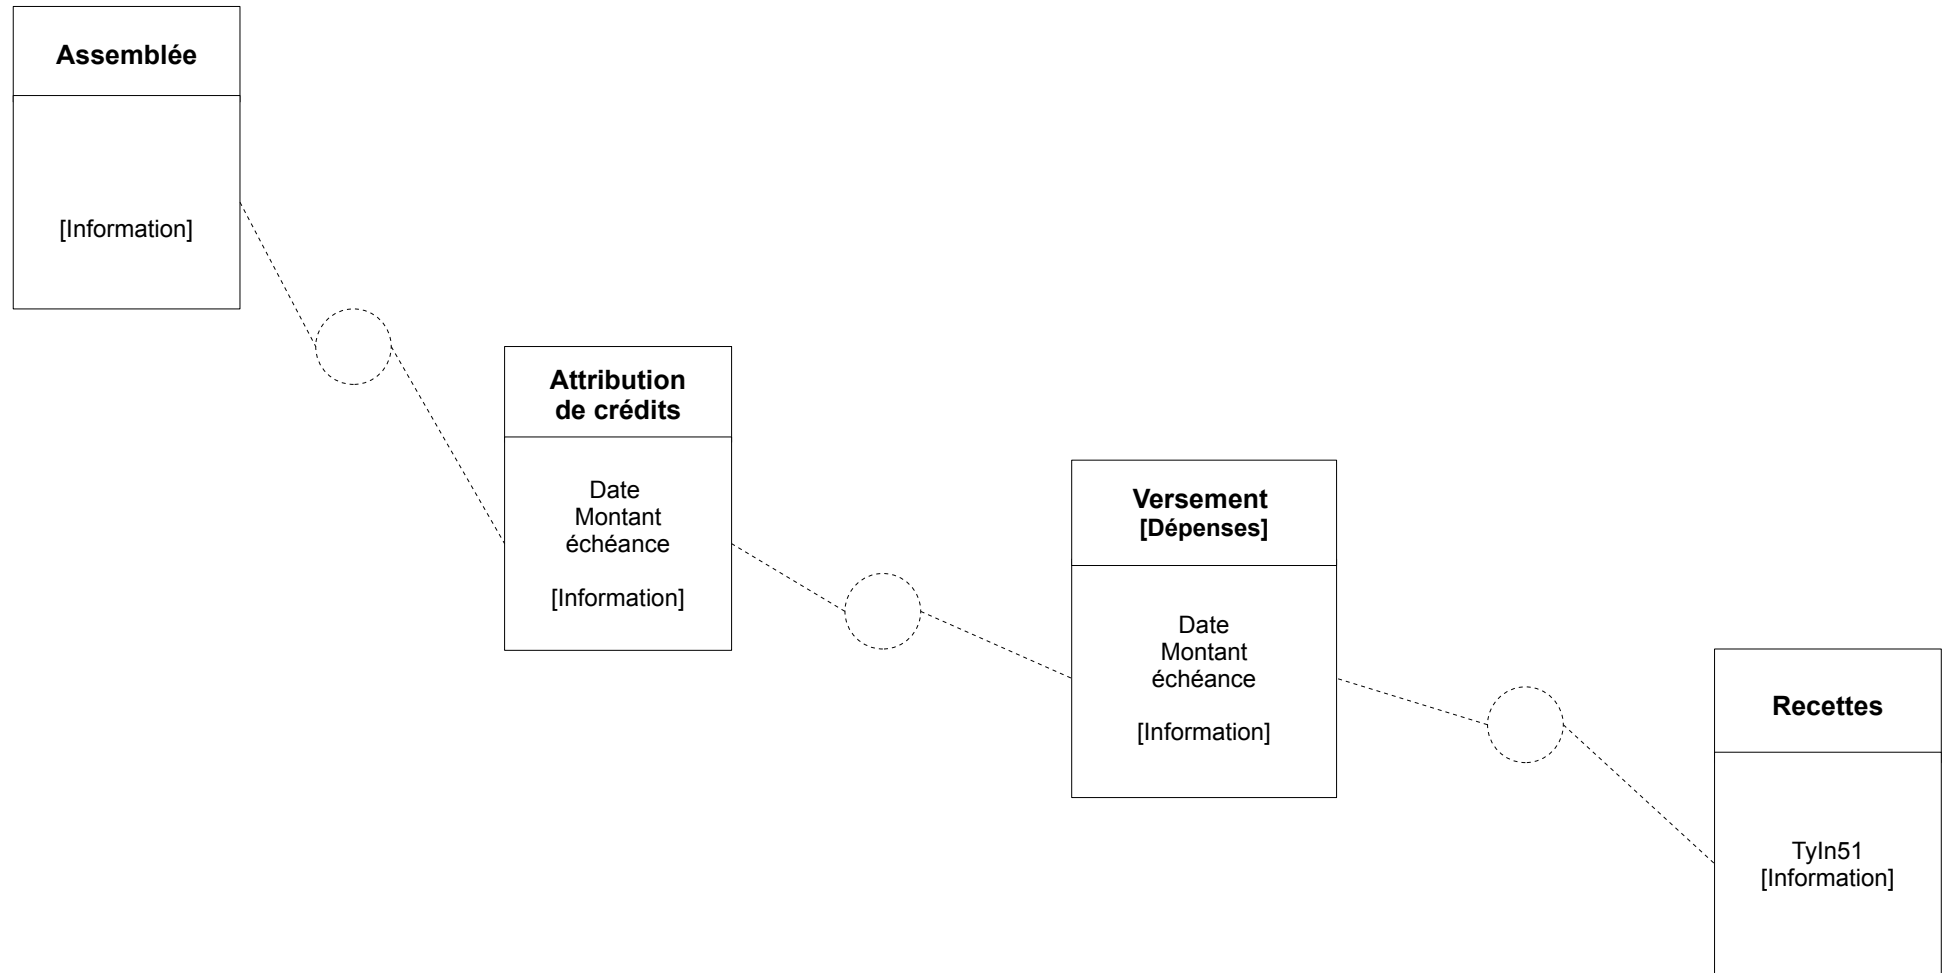 Assemblée
[Information]
Attribution
de crédits
Date
Montant
échéance
[Information]
Versement
[Dépenses]
Date
Montant
échéance
[Information]
Recettes
TyIn51
[Information]